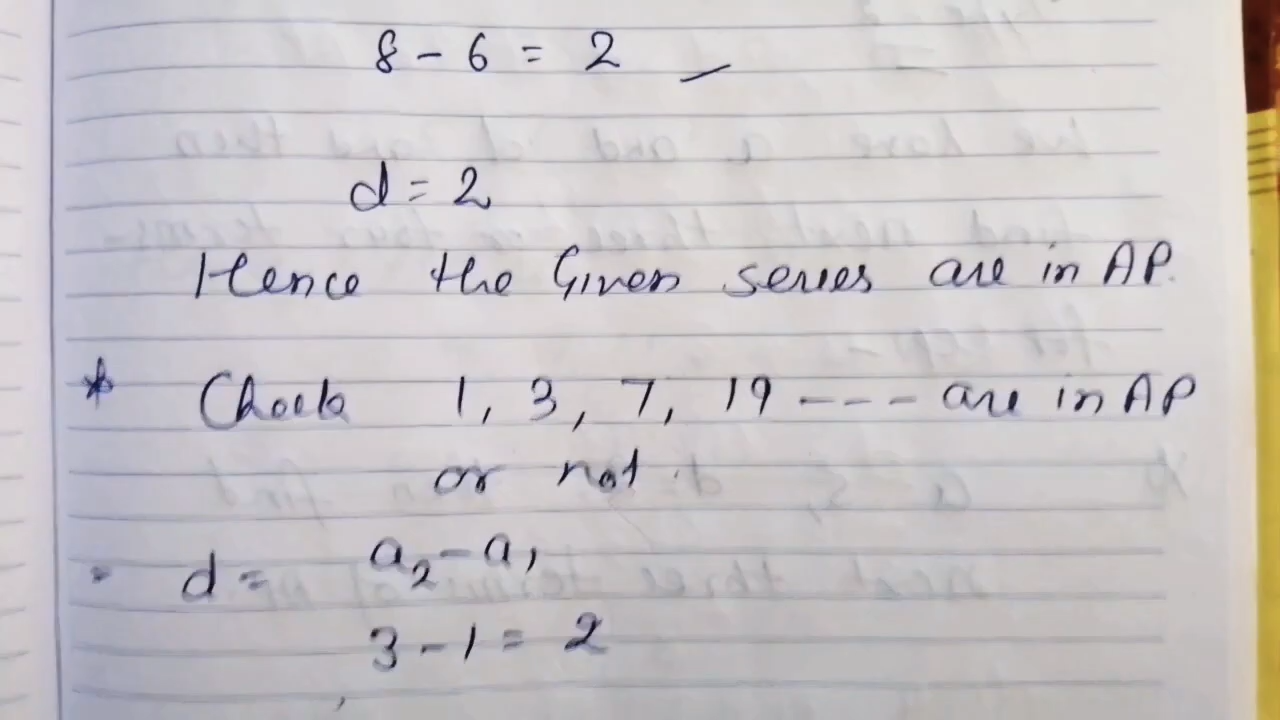 8 - 6 = 2
d = 2
Hence the Given series are in AP.
* Check 1, 3, 7, 19 ---- are in AP
or not.
d = a₂ - a₁
3 - 1 = 2